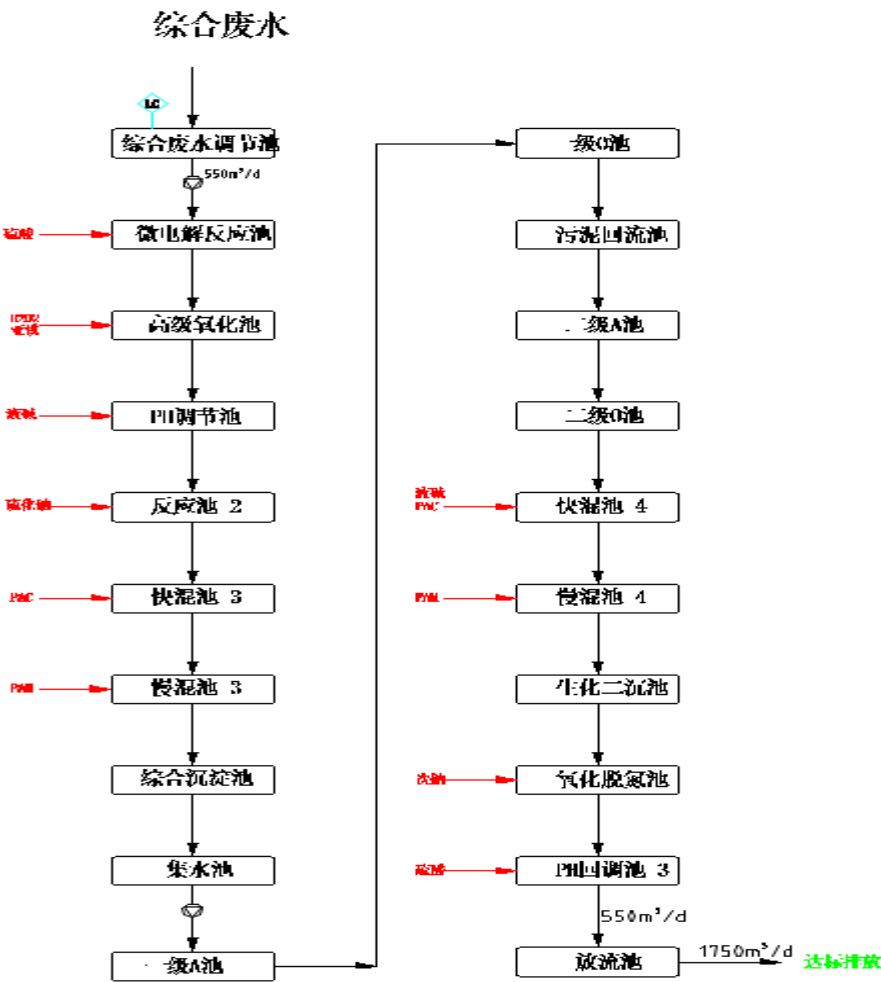 综合废水
LC
综合废水调节池
550m³/d
硫酸
微电解反应池
高级氧化池
液碱
PH调节池
硫化钠
反应池 2
PAC
快混池 3
PAM
慢混池 3
综合沉淀池
集水池
一级A池
一级O池
污泥回流池
二级A池
二级O池
液碱
PAC
快混池 4
PAM
慢混池 4
生化二沉池
次钠
氧化脱氮池
硫酸
PH回调池 3
550m³/d
放流池
1750m³/d
达标排放